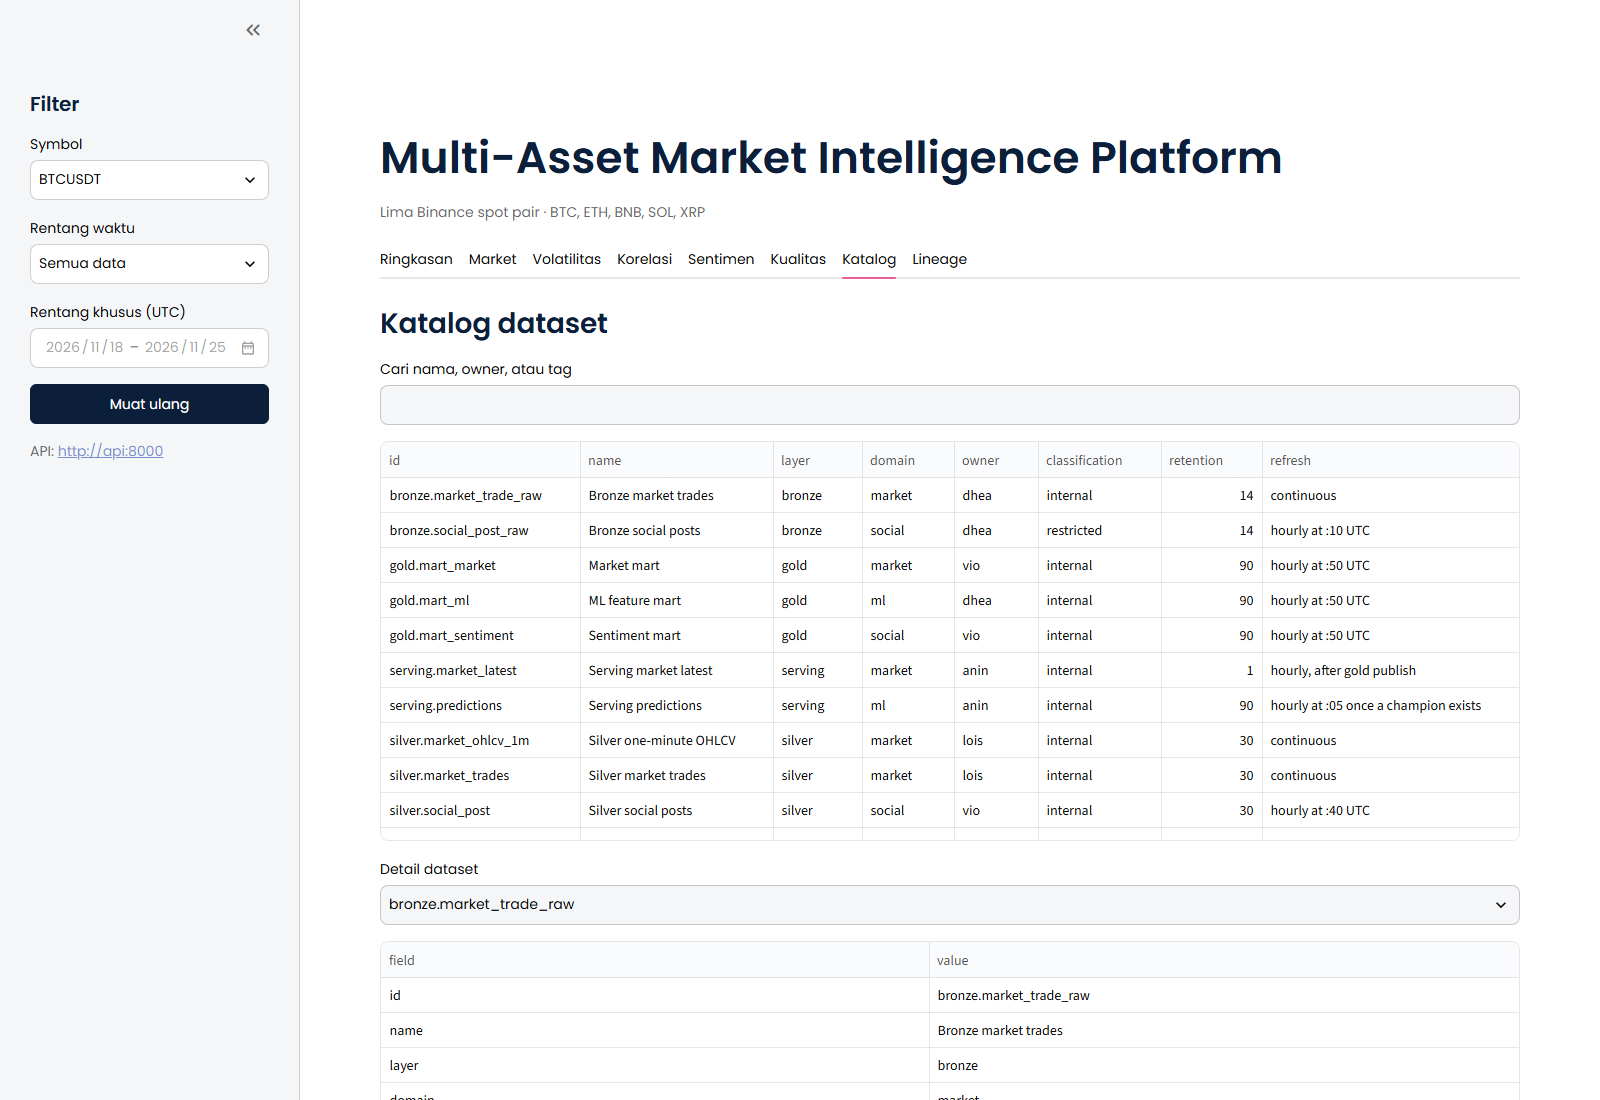 Filter
Symbol
BTCUSDT
Rentang waktu
Semua data
Rentang khusus (UTC)
2026/11/18 – 2026/11/25
Muat ulang
API: http://api:8000
Multi-Asset Market Intelligence Platform
Lima Binance spot pair · BTC, ETH, BNB, SOL, XRP
Ringkasan Market Volatilitas Korelasi Sentimen Kualitas Katalog Lineage
Katalog dataset
Cari nama, owner, atau tag
id name layer domain owner classification retention refresh
bronze.market_trade_raw Bronze market trades bronze market dhea internal 14 continuous
bronze.social_post_raw Bronze social posts bronze social dhea restricted 14 hourly at :10 UTC
gold.mart_market Market mart gold market vio internal 90 hourly at :50 UTC
gold.mart_ml ML feature mart gold ml dhea internal 90 hourly at :50 UTC
gold.mart_sentiment Sentiment mart gold social vio internal 90 hourly at :50 UTC
serving.market_latest Serving market latest serving market anin internal 1 hourly, after gold publish
serving.predictions Serving predictions serving ml anin internal 90 hourly at :05 once a champion exists
silver.market_ohlcv_1m Silver one-minute OHLCV silver market lois internal 30 continuous
silver.market_trades Silver market trades silver market lois internal 30 continuous
silver.social_post Silver social posts silver social vio internal 30 hourly at :40 UTC
Detail dataset
bronze.market_trade_raw
field value
id bronze.market_trade_raw
name Bronze market trades
layer bronze
domain market